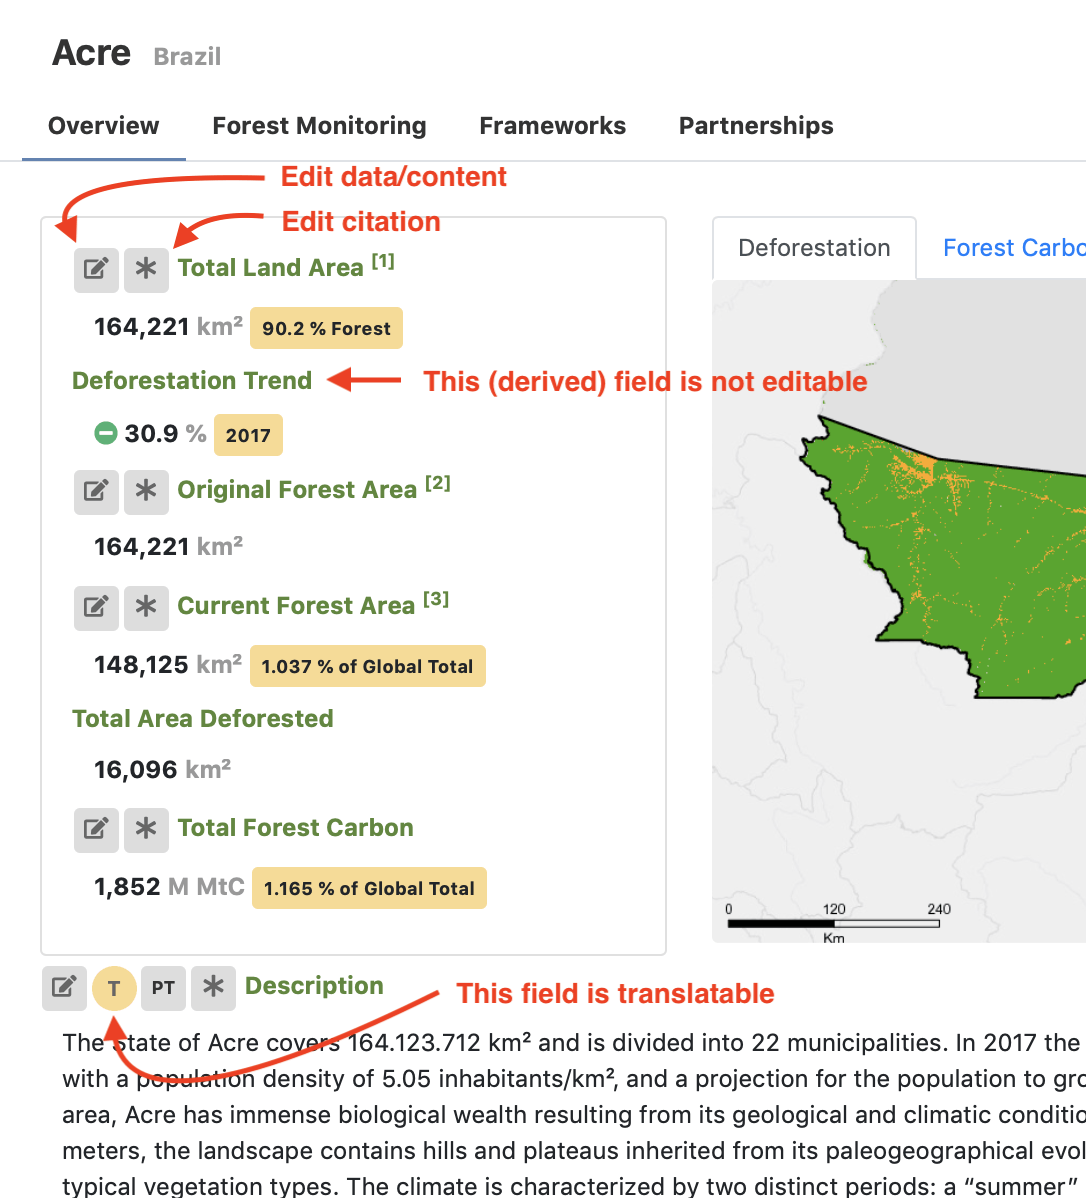 Acre Brazil
Overview Forest Monitoring Frameworks Partnerships
Edit data/content
Edit citation
Total Land Area [1]
164,221 km² 90.2 % Forest
Deforestation Trend This (derived) field is not editable
30.9 % 2017
Original Forest Area [2]
164,221 km²
Current Forest Area [3]
148,125 km² 1.037 % of Global Total
Total Area Deforested
16,096 km²
Total Forest Carbon
1,852 M MtC 1.165 % of Global Total
Deforestation Forest Carbo
0 120 240
Km
T PT Description
This field is translatable
The State of Acre covers 164.123.712 km² and is divided into 22 municipalities. In 2017 the
with a population density of 5.05 inhabitants/km², and a projection for the population to gro
area, Acre has immense biological wealth resulting from its geological and climatic conditio
meters, the landscape contains hills and plateaus inherited from its paleogeographical evol
typical vegetation types. The climate is characterized by two distinct periods: a “summer”